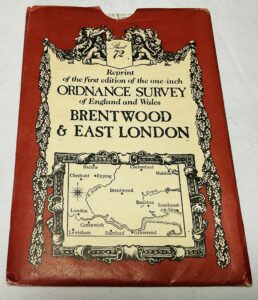 Sheet
72
Reprint
of the first edition of the one-inch
ORDNANCE SURVEY
of England and Wales
BRENTWOOD
& EAST LONDON
Harlow Chelmsford
Cheshunt Epping Maldon
Brentwood
London Basildon Southend-
on-Sea
Greenwich
Lewisham Dartford Gravesend